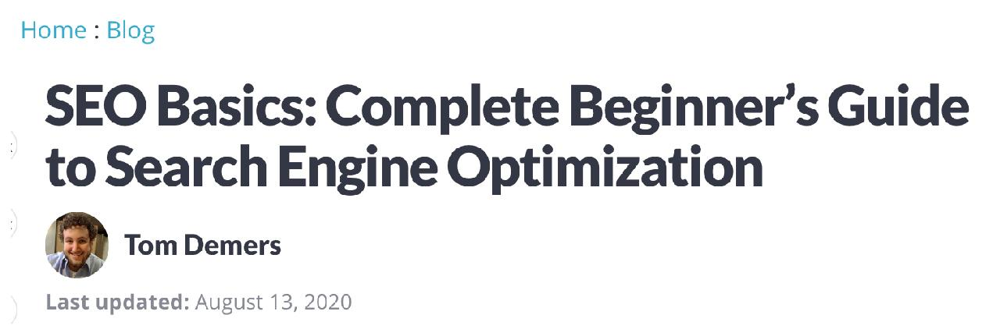 Home : Blog
SEO Basics: Complete Beginner’s Guide
to Search Engine Optimization
Tom Demers
Last updated: August 13, 2020